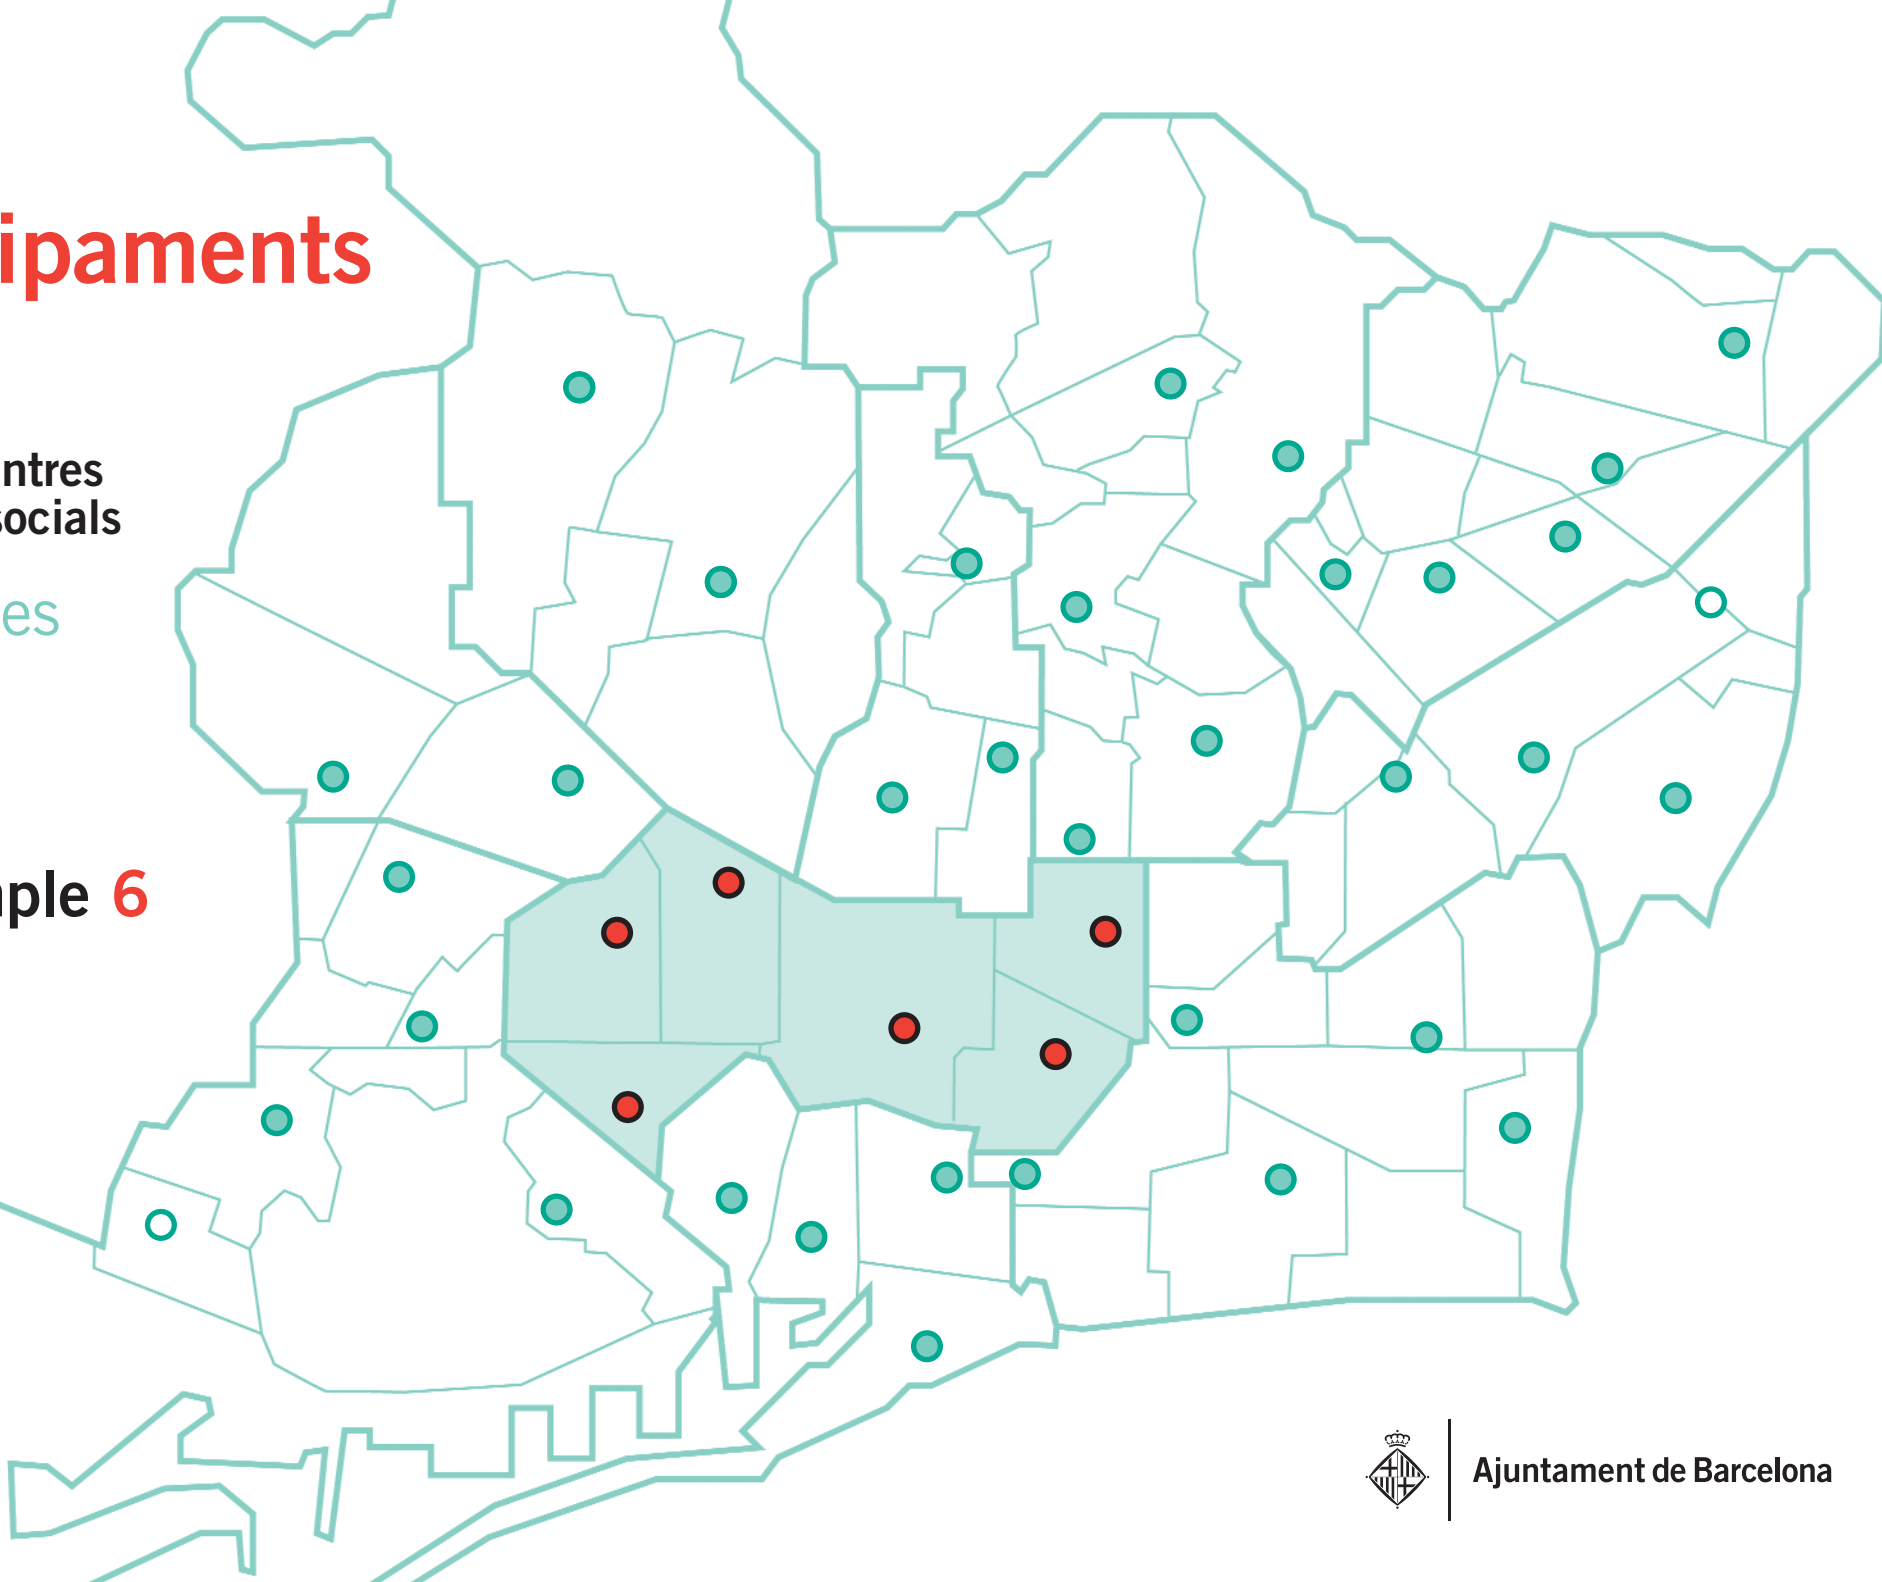 ipaments
ntres
socials
es
ple 6
Ajuntament de Barcelona